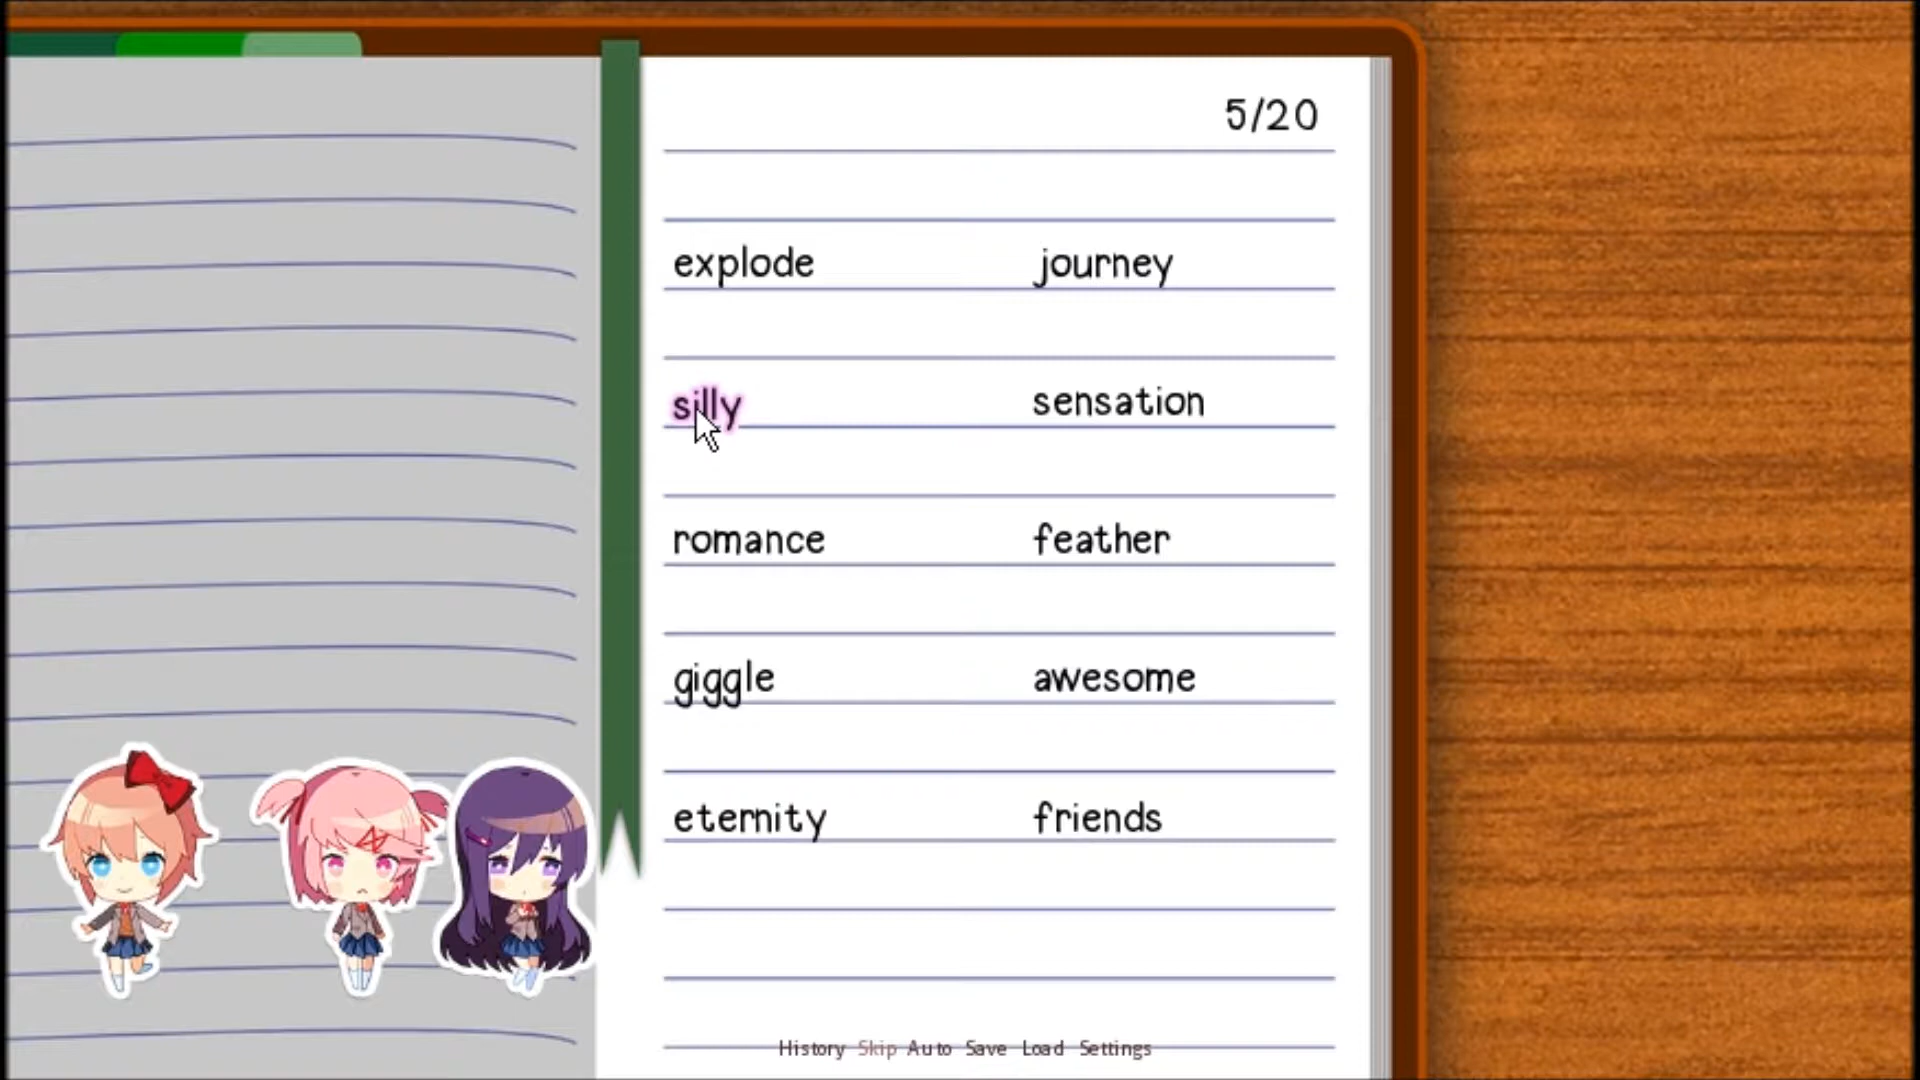 5/20
explode journey
silly sensation
romance feather
giggle awesome
eternity friends
History Skip Auto Save Load Settings